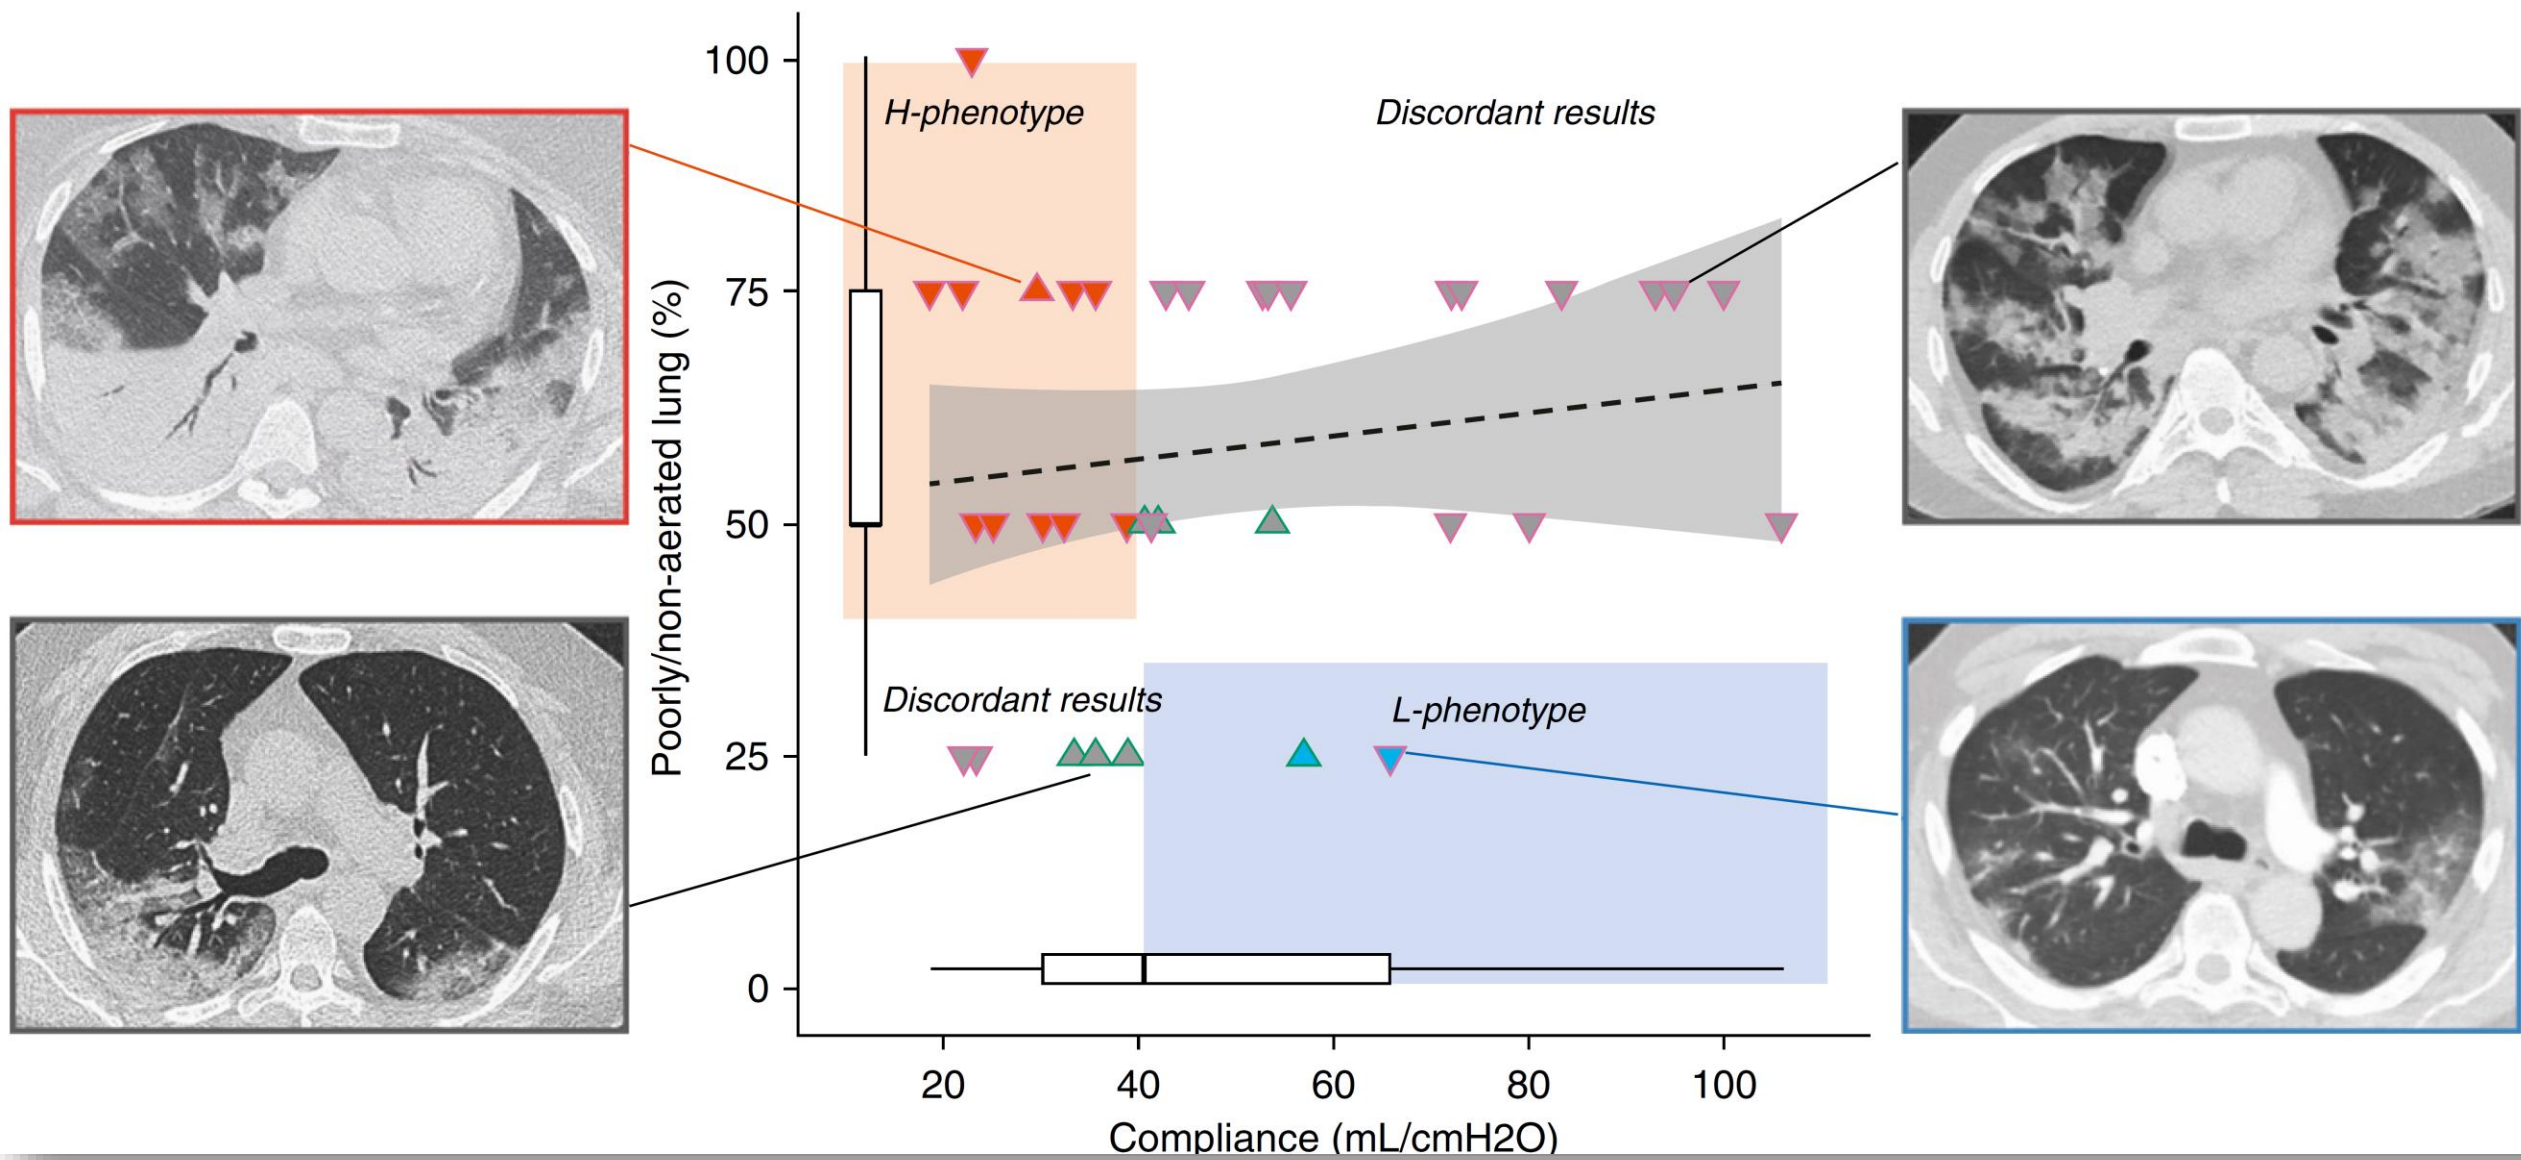 100
75
50
25
0
Poorly/non-aerated lung (%)
H-phenotype
Discordant results
Discordant results
L-phenotype
20 40 60 80 100
Compliance (mL/cmH2O)